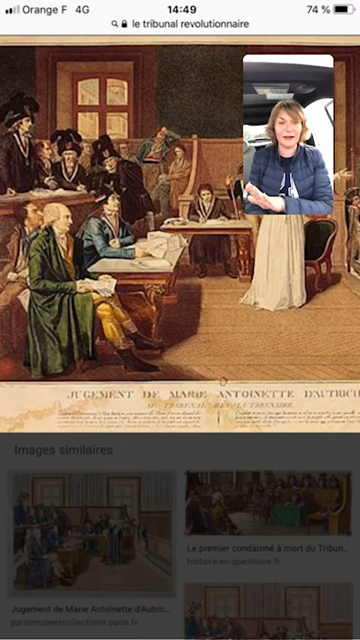 Orange F 4G 14:49 74 %
le tribunal revolutionnaire
JUGEMENT DE MARIE ANTOINETTE D'AUTRICH
AU TRIBUNAL REVOLUTIONNAIRE.
Images similaires
Le premier condamné à mort du Tribun...
histoire-en-questions.fr
Jugement de Marie Antoinette d'Autric...
parismuseescollections.paris.fr